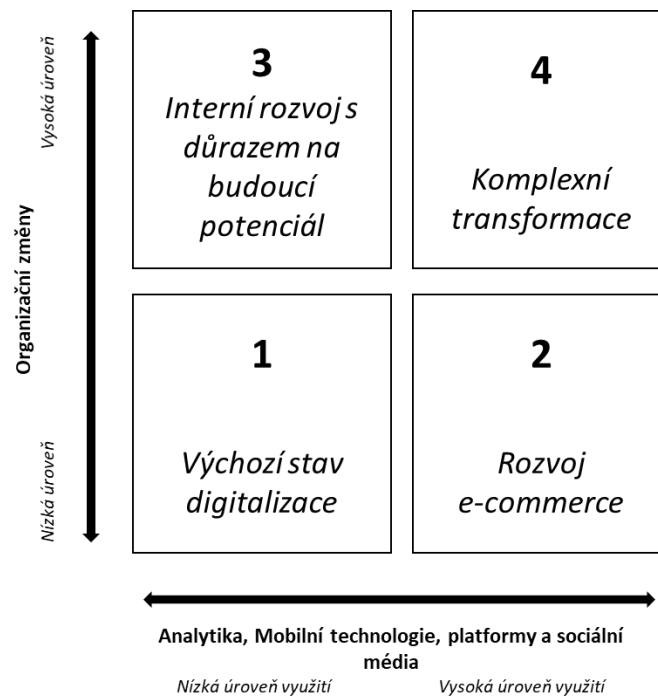 Vysoká úroveň
Organizační změny
Nízká úroveň
3
Interní rozvoj s
důrazem na
budoucí
potenciál
4
Komplexní
transformace
1
Výchozí stav
digitalizace
2
Rozvoj
e-commerce
Analytika, Mobilní technologie, platformy a sociální
média
Nízká úroveň využití
Vysoká úroveň využití